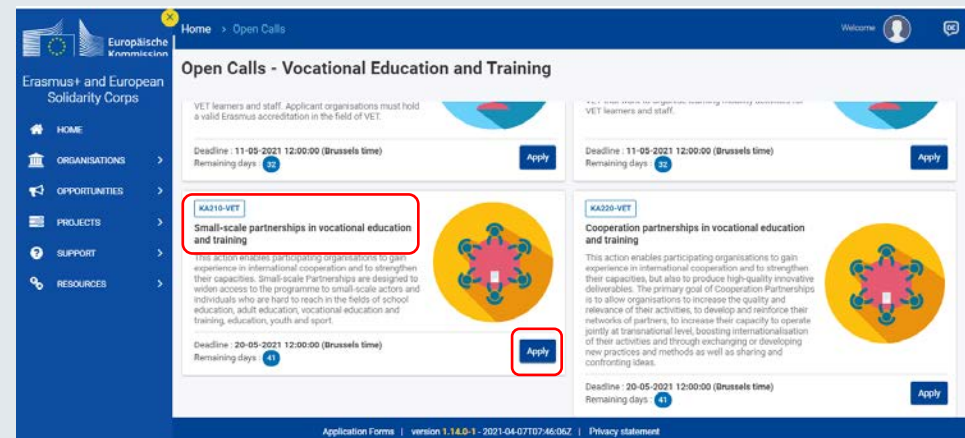 Europäische
Kommission
Erasmus+ and European
Solidarity Corps
HOME
ORGANISATIONS
OPPORTUNITIES
PROJECTS
SUPPORT
RESOURCES
Home > Open Calls
Welcome
DE
Open Calls - Vocational Education and Training
VET learners and staff. Applicant organisations must hold
a valid Erasmus accreditation in the field of VET.
Deadline : 11-05-2021 12:00:00 (Brussels time)
Remaining days : 32
Apply
VET learners and staff.
Deadline : 11-05-2021 12:00:00 (Brussels time)
Remaining days : 32
Apply
KA210-VET
Small-scale partnerships in vocational education
and training
This action enables participating organisations to gain
experience in international cooperation and to strengthen
their capacities. Small-scale Partnerships are designed to
widen access to the programme to small-scale actors and
individuals who are hard to reach in the fields of school
education, adult education, vocational education and
training, education, youth and sport.
Deadline : 20-05-2021 12:00:00 (Brussels time)
Remaining days : 41
Apply
KA220-VET
Cooperation partnerships in vocational education
and training
This action enables participating organisations to gain
experience in international cooperation and to strengthen
their capacities, but also to produce high-quality innovative
deliverables. The primary goal of Cooperation Partnerships
is to allow organisations to increase the quality and
relevance of their activities, to develop and reinforce their
networks of partners, to increase their capacity to operate
jointly at transnational level, boosting internationalisation
of their activities and through exchanging or developing
new practices and methods as well as sharing and
confronting ideas.
Deadline : 20-05-2021 12:00:00 (Brussels time)
Remaining days : 41
Apply
Application Forms | version 1.14.0-1 - 2021-04-07T07:46:06Z | Privacy statement